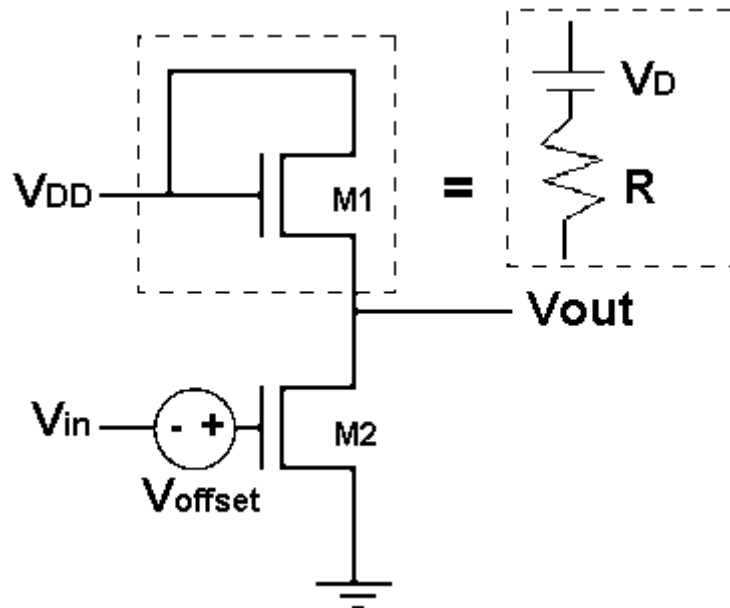 VD
VDD
M1
=
R
Vout
Vin
- +
M2
Voffset